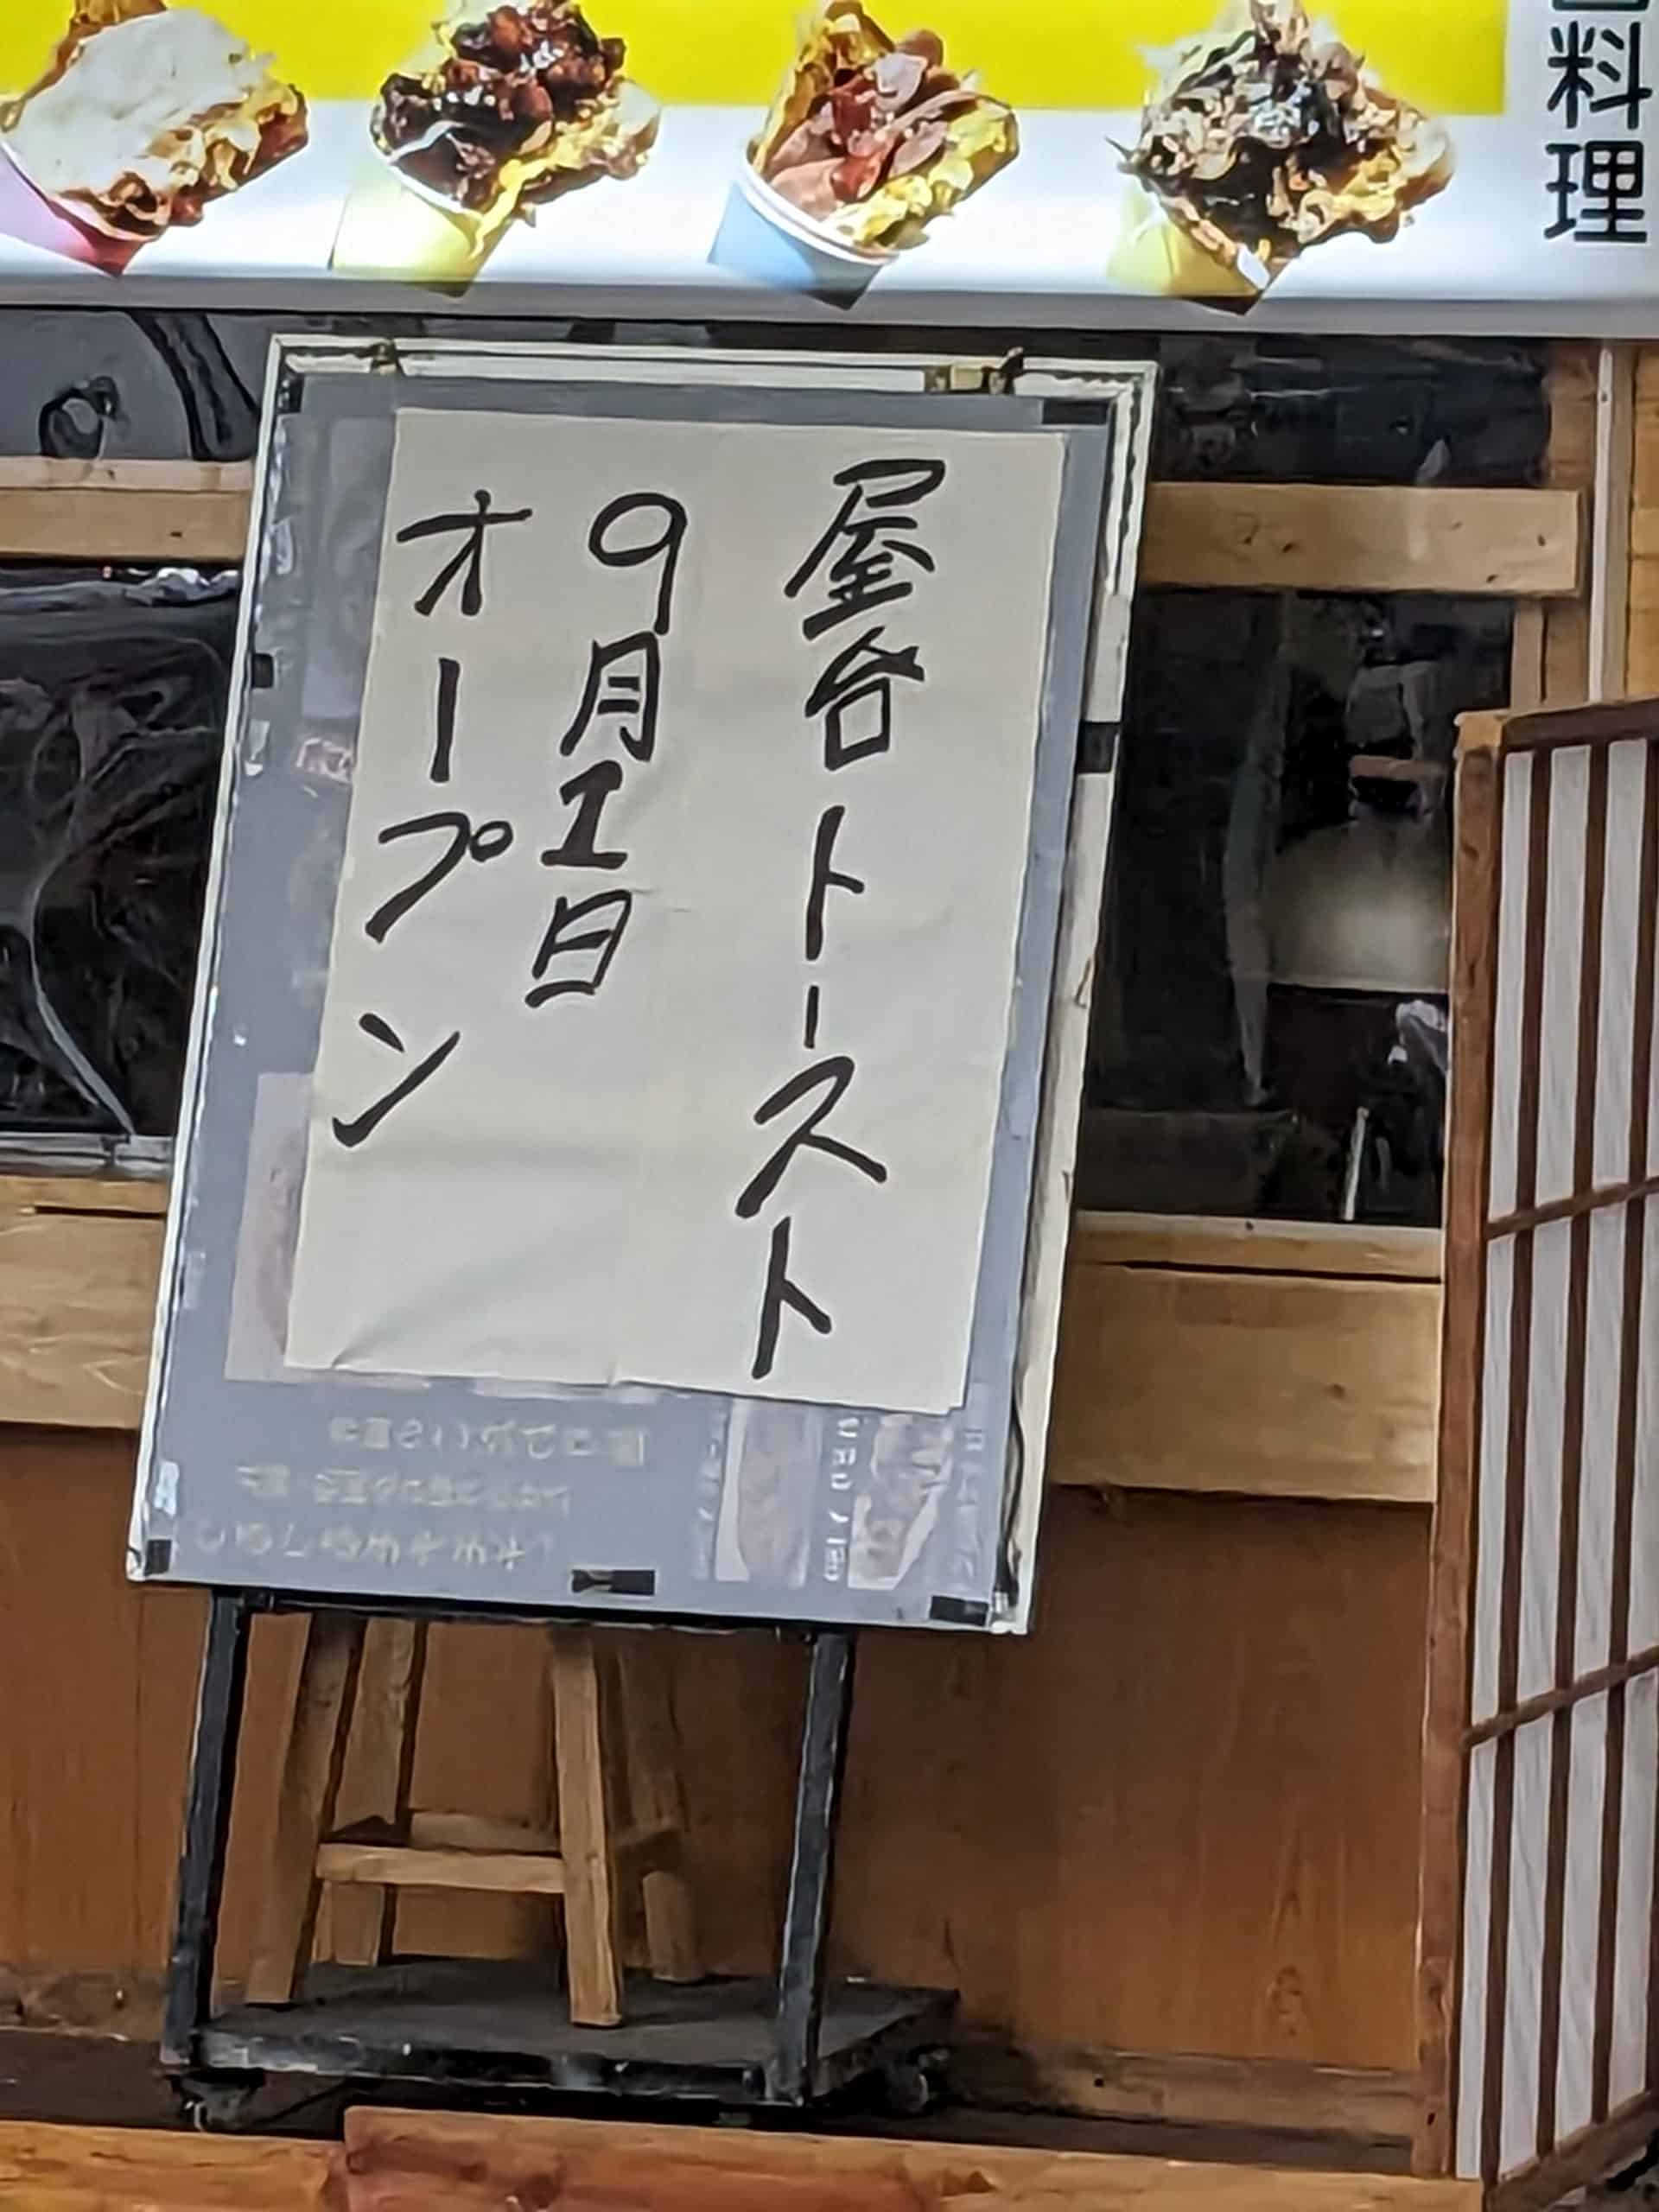 料理
屋台トースト
9月1日
オープン